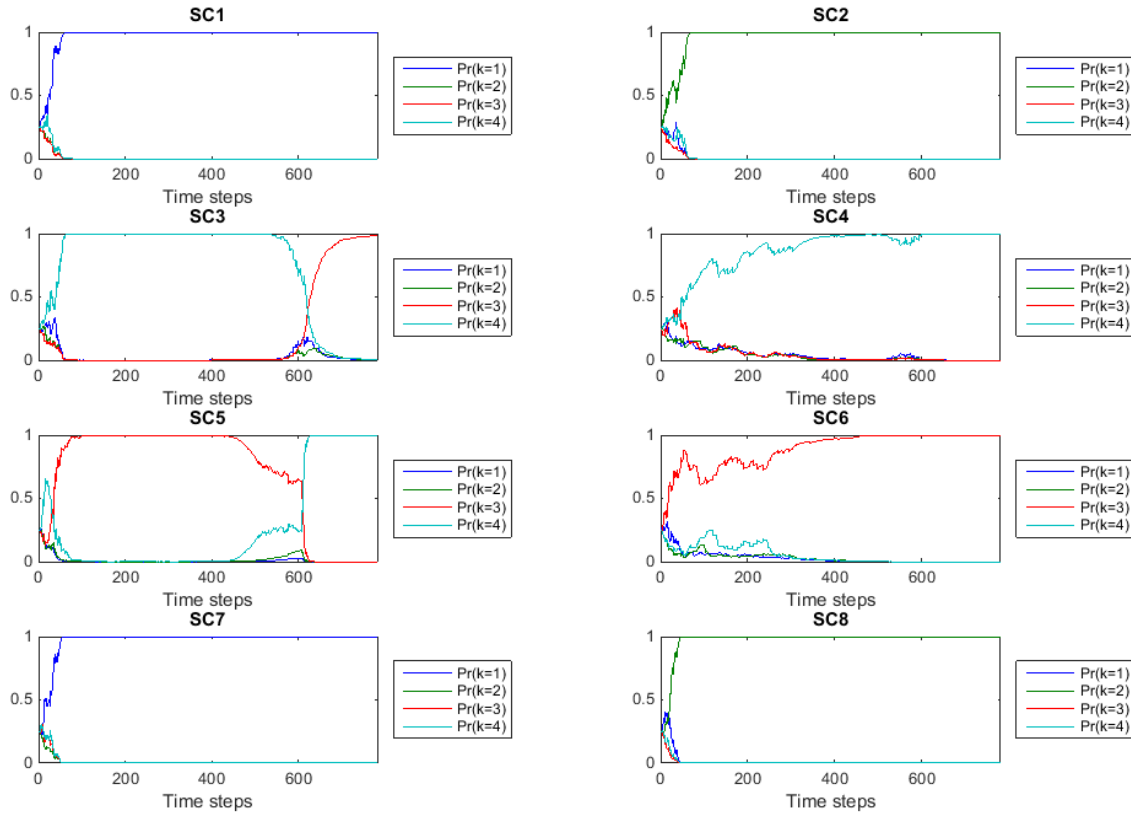 SC1
1
0.5
0
0 200 400 600
Time steps
Pr(k=1)
Pr(k=2)
Pr(k=3)
Pr(k=4)
SC2
1
0.5
0
0 200 400 600
Time steps
Pr(k=1)
Pr(k=2)
Pr(k=3)
Pr(k=4)
SC3
1
0.5
0
0 200 400 600
Time steps
Pr(k=1)
Pr(k=2)
Pr(k=3)
Pr(k=4)
SC4
1
0.5
0
0 200 400 600
Time steps
Pr(k=1)
Pr(k=2)
Pr(k=3)
Pr(k=4)
SC5
1
0.5
0
0 200 400 600
Time steps
Pr(k=1)
Pr(k=2)
Pr(k=3)
Pr(k=4)
SC6
1
0.5
0
0 200 400 600
Time steps
Pr(k=1)
Pr(k=2)
Pr(k=3)
Pr(k=4)
SC7
1
0.5
0
0 200 400 600
Time steps
Pr(k=1)
Pr(k=2)
Pr(k=3)
Pr(k=4)
SC8
1
0.5
0
0 200 400 600
Time steps
Pr(k=1)
Pr(k=2)
Pr(k=3)
Pr(k=4)